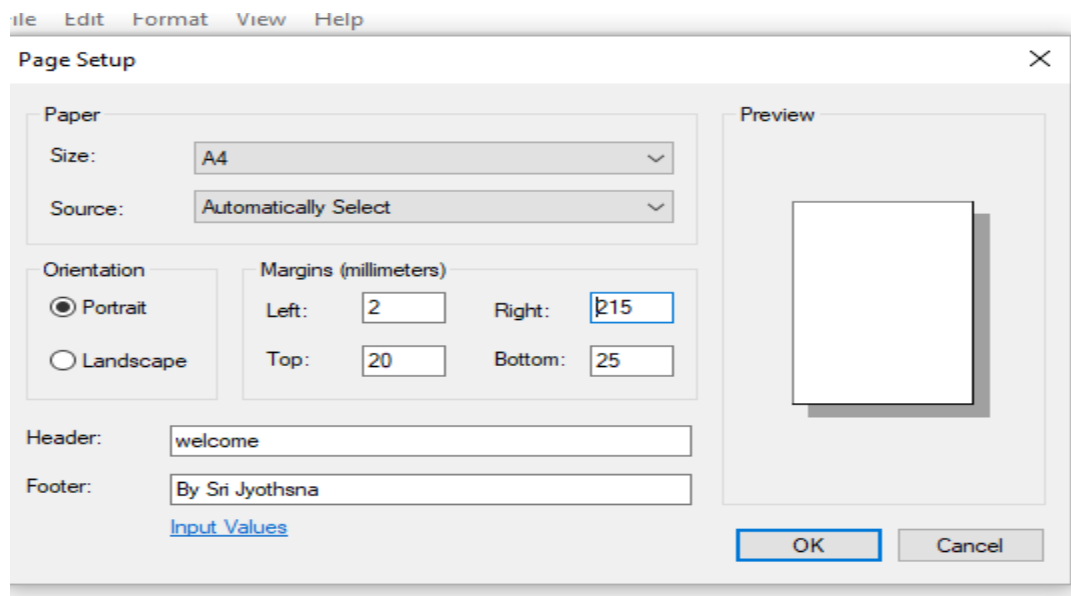 ile Edit Format View Help
Page Setup
Paper
Size: A4
Source: Automatically Select
Preview
Orientation
Portrait
Landscape
Margins (millimeters)
Left: 2 Right: 215
Top: 20 Bottom: 25
Header: welcome
Footer: By Sri Jyothsna
Input Values
OK Cancel